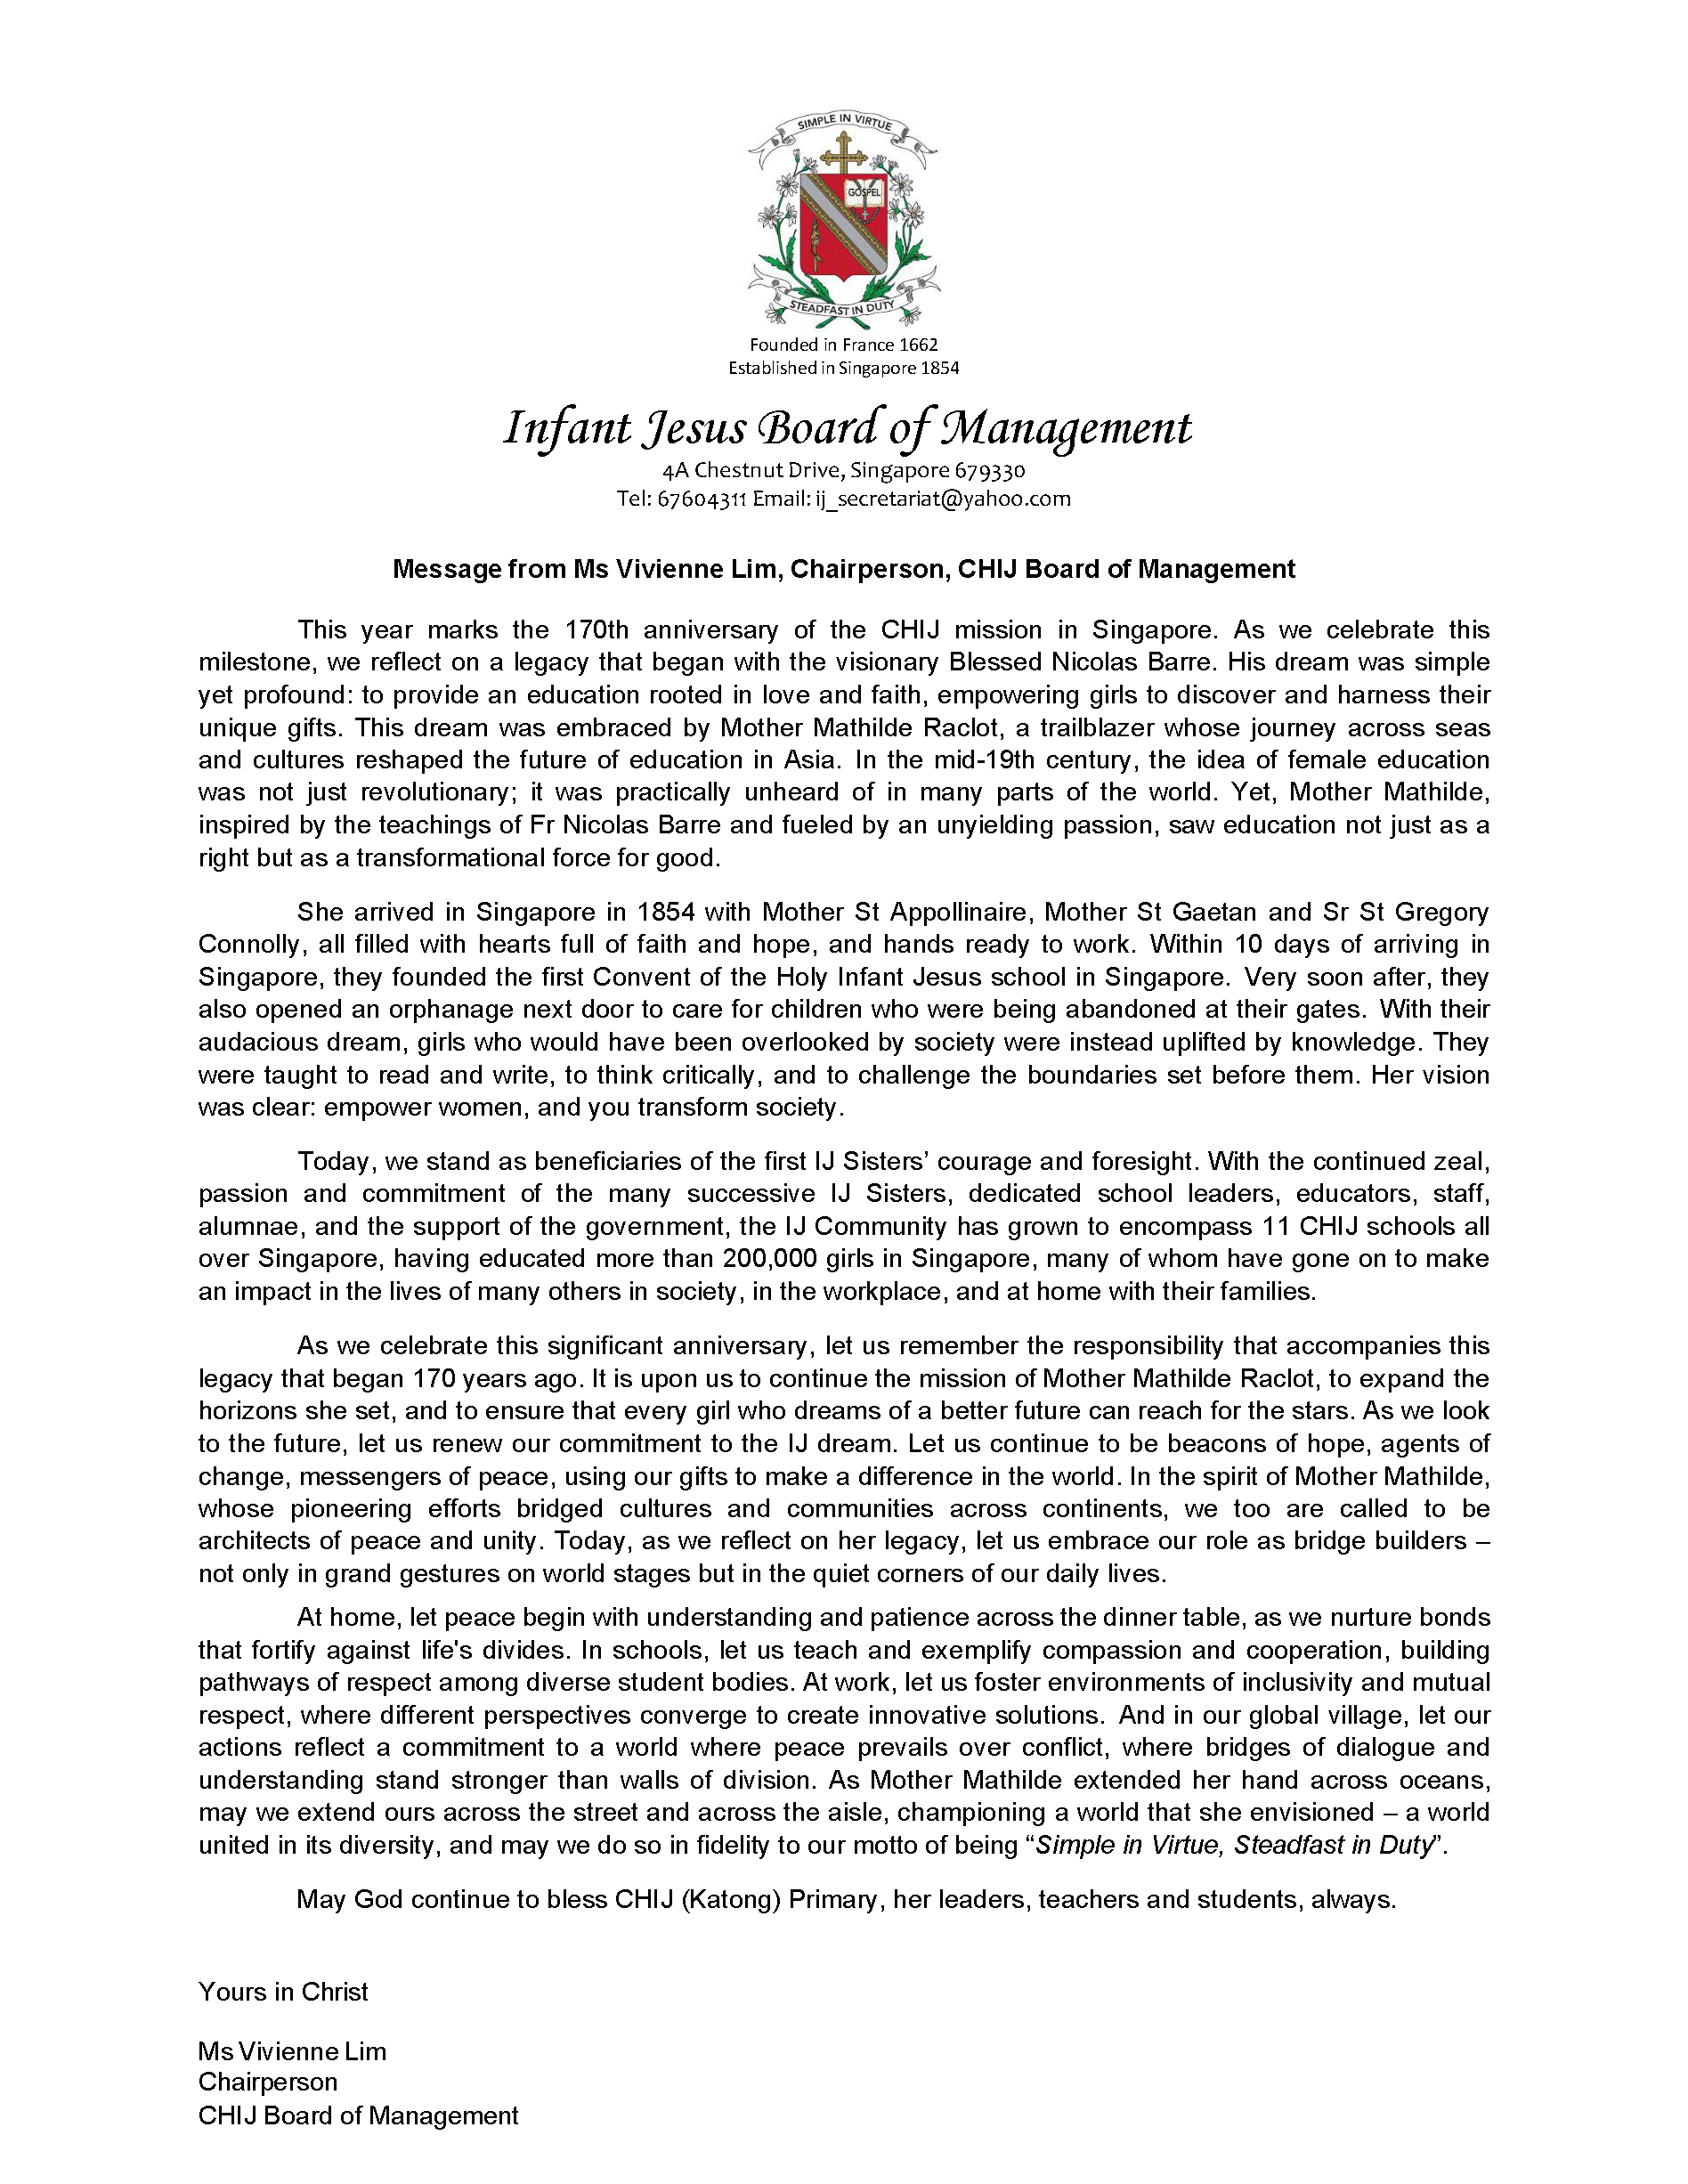 SIMPLE IN VIRTUE
GOSPEL
STEADFAST IN DUTY
Founded in France 1662
Established in Singapore 1854
Infant Jesus Board of Management
4A Chestnut Drive, Singapore 679330
Tel: 67604311 Email: ij_secretariat@yahoo.com
Message from Ms Vivienne Lim, Chairperson, CHIJ Board of Management
This year marks the 170th anniversary of the CHIJ mission in Singapore. As we celebrate this
milestone, we reflect on a legacy that began with the visionary Blessed Nicolas Barre. His dream was simple
yet profound: to provide an education rooted in love and faith, empowering girls to discover and harness their
unique gifts. This dream was embraced by Mother Mathilde Raclot, a trailblazer whose journey across seas
and cultures reshaped the future of education in Asia. In the mid-19th century, the idea of female education
was not just revolutionary; it was practically unheard of in many parts of the world. Yet, Mother Mathilde,
inspired by the teachings of Fr Nicolas Barre and fueled by an unyielding passion, saw education not just as a
right but as a transformational force for good.
She arrived in Singapore in 1854 with Mother St Appollinaire, Mother St Gaetan and Sr St Gregory
Connolly, all filled with hearts full of faith and hope, and hands ready to work. Within 10 days of arriving in
Singapore, they founded the first Convent of the Holy Infant Jesus school in Singapore. Very soon after, they
also opened an orphanage next door to care for children who were being abandoned at their gates. With their
audacious dream, girls who would have been overlooked by society were instead uplifted by knowledge. They
were taught to read and write, to think critically, and to challenge the boundaries set before them. Her vision
was clear: empower women, and you transform society.
Today, we stand as beneficiaries of the first IJ Sisters’ courage and foresight. With the continued zeal,
passion and commitment of the many successive IJ Sisters, dedicated school leaders, educators, staff,
alumnae, and the support of the government, the IJ Community has grown to encompass 11 CHIJ schools all
over Singapore, having educated more than 200,000 girls in Singapore, many of whom have gone on to make
an impact in the lives of many others in society, in the workplace, and at home with their families.
As we celebrate this significant anniversary, let us remember the responsibility that accompanies this
legacy that began 170 years ago. It is upon us to continue the mission of Mother Mathilde Raclot, to expand the
horizons she set, and to ensure that every girl who dreams of a better future can reach for the stars. As we look
to the future, let us renew our commitment to the IJ dream. Let us continue to be beacons of hope, agents of
change, messengers of peace, using our gifts to make a difference in the world. In the spirit of Mother Mathilde,
whose pioneering efforts bridged cultures and communities across continents, we too are called to be
architects of peace and unity. Today, as we reflect on her legacy, let us embrace our role as bridge builders –
not only in grand gestures on world stages but in the quiet corners of our daily lives.
At home, let peace begin with understanding and patience across the dinner table, as we nurture bonds
that fortify against life's divides. In schools, let us teach and exemplify compassion and cooperation, building
pathways of respect among diverse student bodies. At work, let us foster environments of inclusivity and mutual
respect, where different perspectives converge to create innovative solutions. And in our global village, let our
actions reflect a commitment to a world where peace prevails over conflict, where bridges of dialogue and
understanding stand stronger than walls of division. As Mother Mathilde extended her hand across oceans,
may we extend ours across the street and across the aisle, championing a world that she envisioned – a world
united in its diversity, and may we do so in fidelity to our motto of being “Simple in Virtue, Steadfast in Duty”.
May God continue to bless CHIJ (Katong) Primary, her leaders, teachers and students, always.
Yours in Christ
Ms Vivienne Lim
Chairperson
CHIJ Board of Management